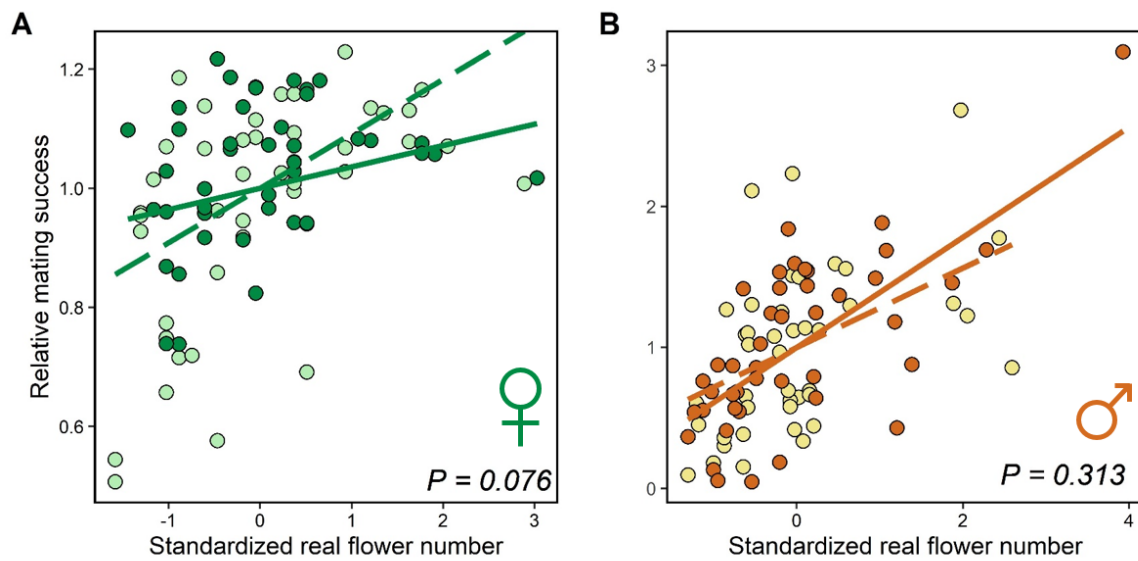 A
Relative mating success
1.2
1.0
0.8
0.6
P = 0.076
-1
0
1
2
3
Standardized real flower number
B
3
2
1
0
P = 0.313
0
2
4
Standardized real flower number